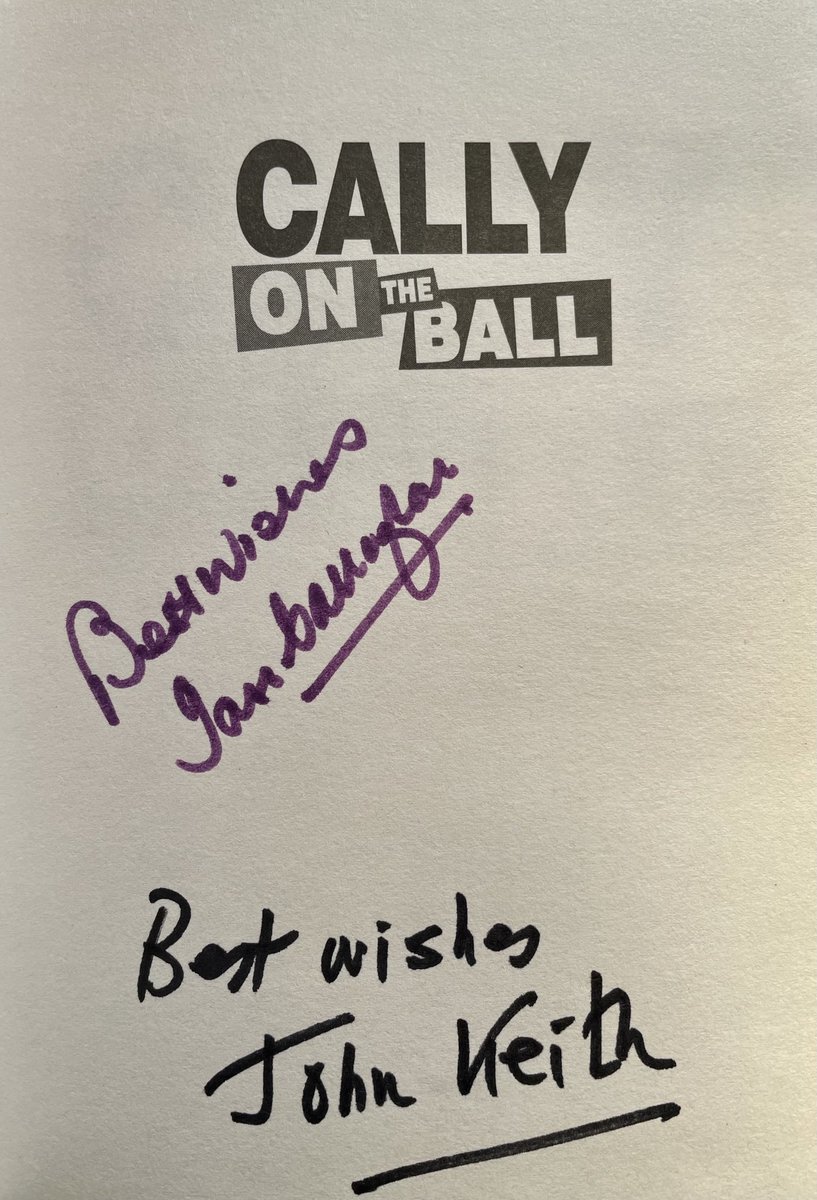 CALLY
ON THE
BALL
Best wishes
Ian Callaghan
Best wishes
John Keith